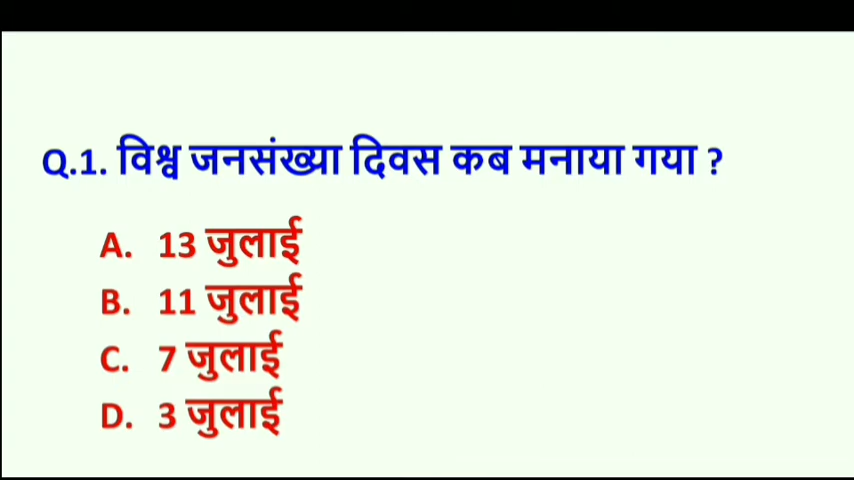 Q.1. विश्व जनसंख्या दिवस कब मनाया गया ?
A. 13 जुलाई
B. 11 जुलाई
C. 7 जुलाई
D. 3 जुलाई